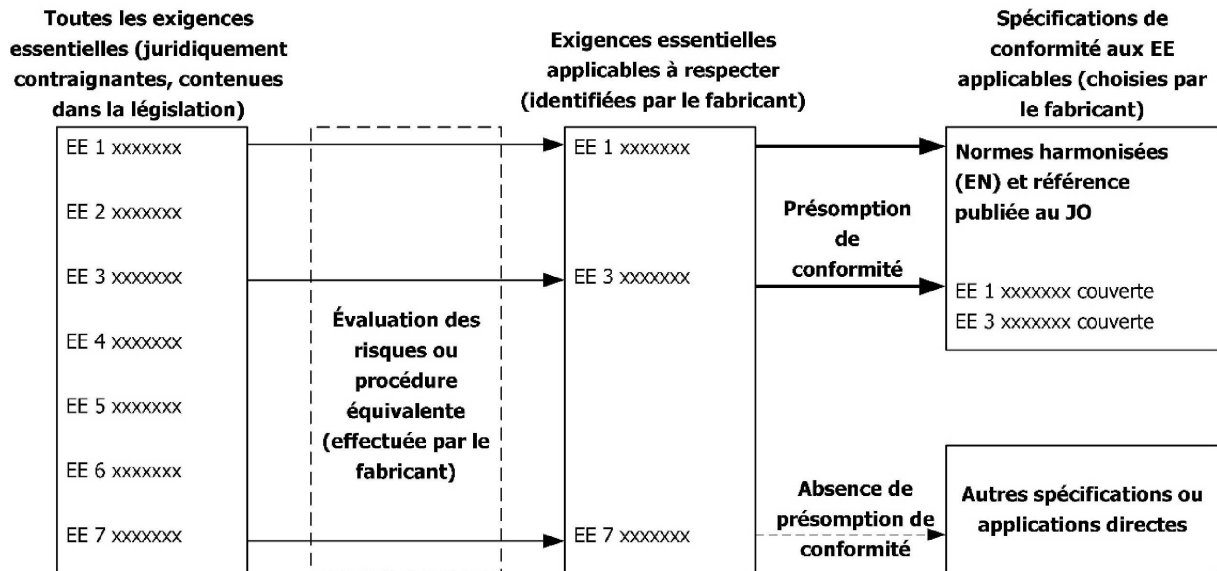 Toutes les exigences
essentielles (juridiquement
contraignantes, contenues
dans la législation)
EE 1 xxxxxxx
EE 2 xxxxxxx
EE 3 xxxxxxx
EE 4 xxxxxxx
EE 5 xxxxxxx
EE 6 xxxxxxx
EE 7 xxxxxxx
Évaluation des
risques ou
procédure
équivalente
(effectuée par le
fabricant)
Exigences essentielles
applicables à respecter
(identifiées par le fabricant)
EE 1 xxxxxxx
EE 3 xxxxxxx
EE 7 xxxxxxx
Présomption
de
conformité
Absence de
présomption de
conformité
Spécifications de
conformité aux EE
applicables (choisies par
le fabricant)
Normes harmonisées
(EN) et référence
publiée au JO
EE 1 xxxxxxx couverte
EE 3 xxxxxxx couverte
Autres spécifications ou
applications directes